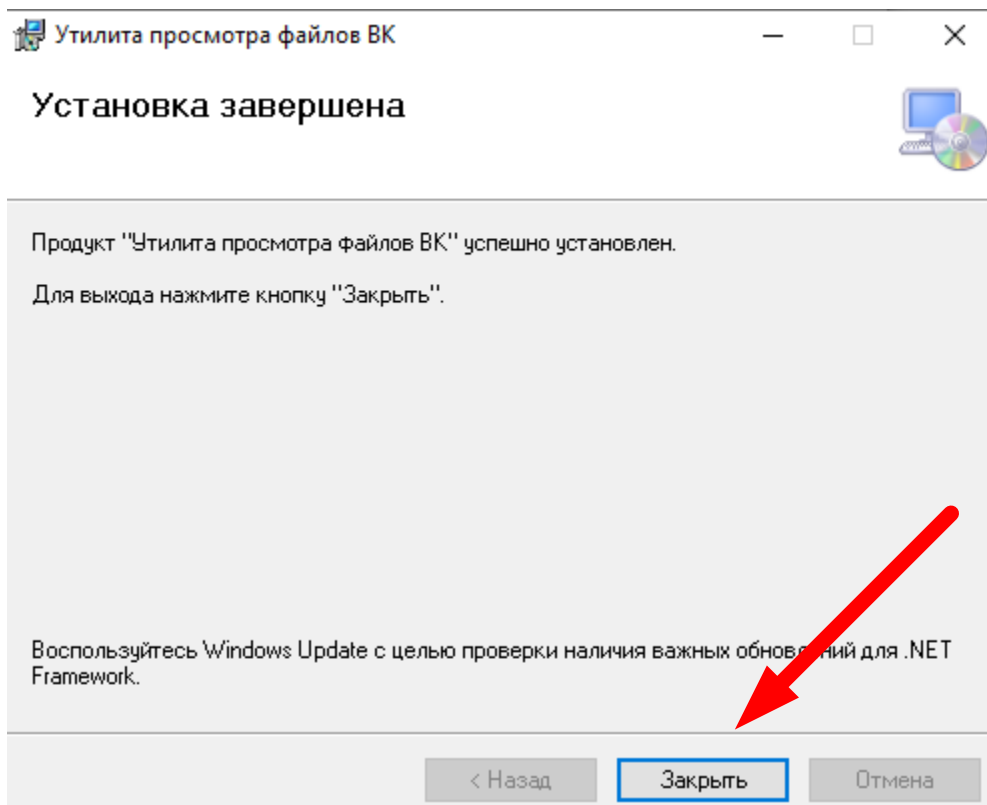 Утилита просмотра файлов ВК
Установка завершена
Продукт "Утилита просмотра файлов ВК" успешно установлен.
Для выхода нажмите кнопку "Закрыть".
Воспользуйтесь Windows Update с целью проверки наличия важных обновлений для .NET
Framework.
< Назад
Закрыть
Отмена